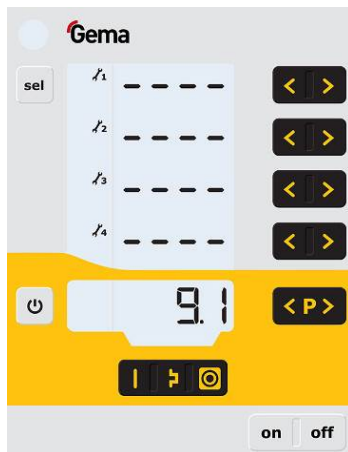 Gema
sel
1 – – – – < >
2 – – – – < >
3 – – – – < >
4 – – – – < >
9.1 < P >
on off